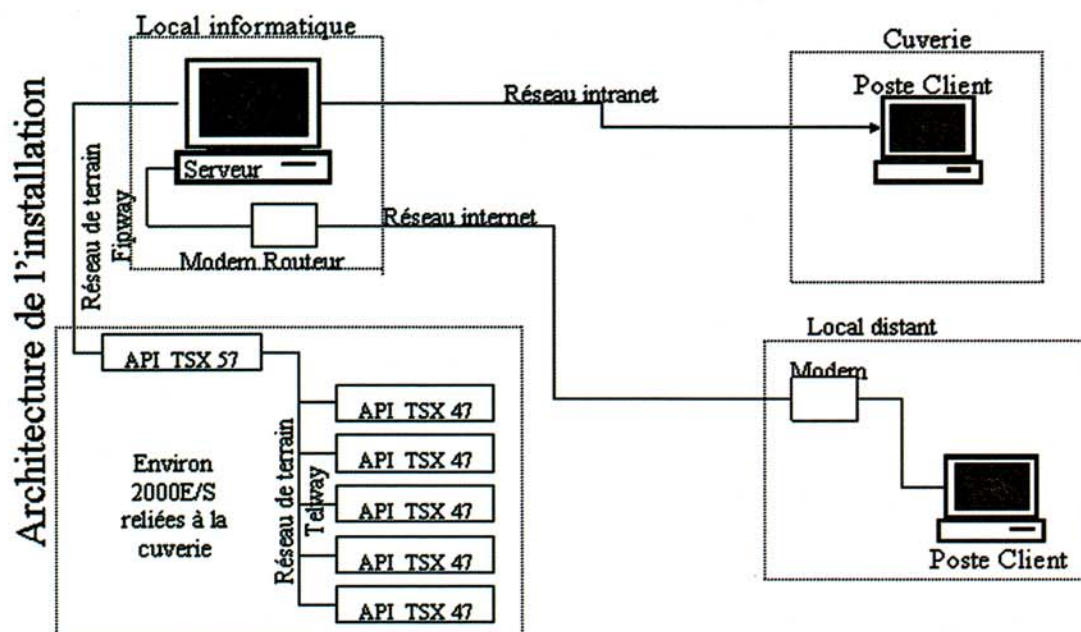 Architecture de l'installation
Local informatique
Serveur
Modem Routeur
Réseau de terrain
Fipway
Réseau intranet
Réseau internet
Cuverie
Poste Client
Local distant
Modem
Poste Client
API TSX 57
API TSX 47
API TSX 47
API TSX 47
API TSX 47
API TSX 47
Réseau de terrain
Telway
Environ
2000E/S
reliées à la
cuverie